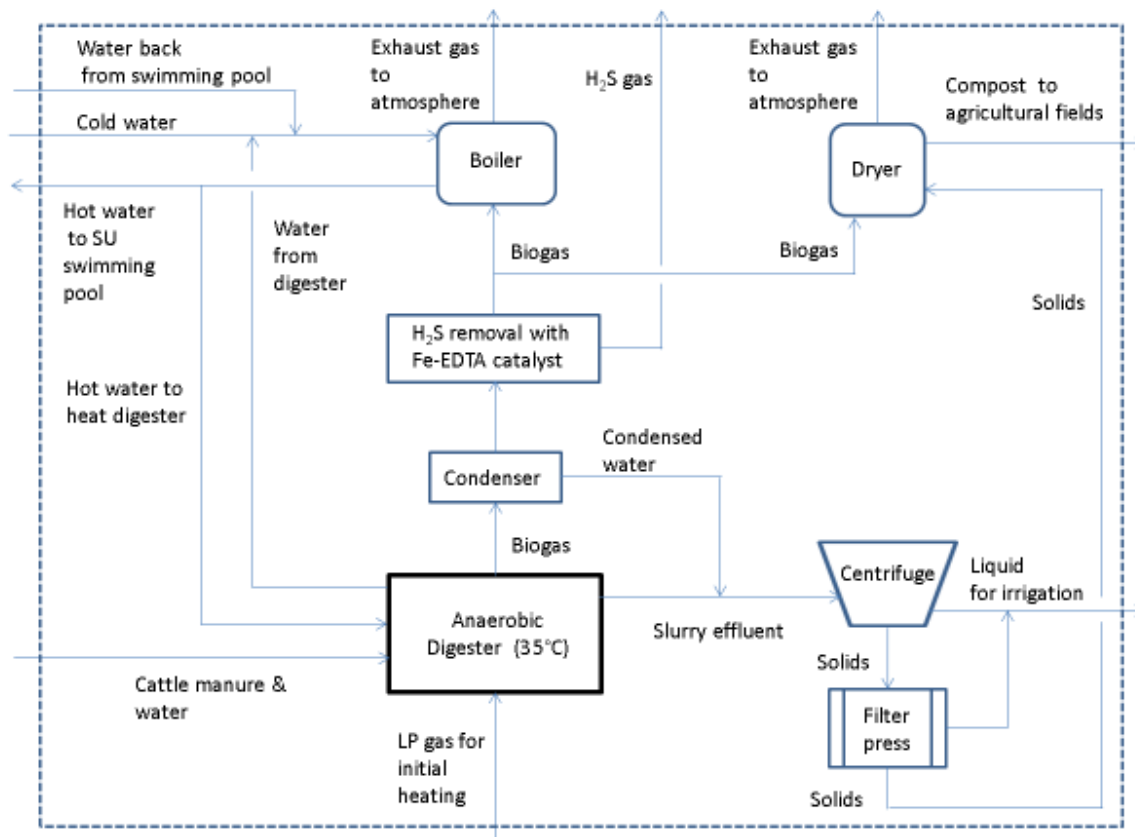 Water back
from swimming pool
Cold water
Exhaust gas
to
atmosphere
H₂S gas
Exhaust gas
to
atmosphere
Compost to
agricultural fields
Boiler
Dryer
Hot water
to SU
swimming
pool
Water
from
digester
Biogas
Biogas
Solids
H₂S removal with
Fe-EDTA catalyst
Hot water to
heat digester
Condensed
water
Condenser
Biogas
Centrifuge
Liquid
for irrigation
Anaerobic
Digester (35°C)
Slurry effluent
Solids
Cattle manure &
water
Filter
press
LP gas for
initial
heating
Solids